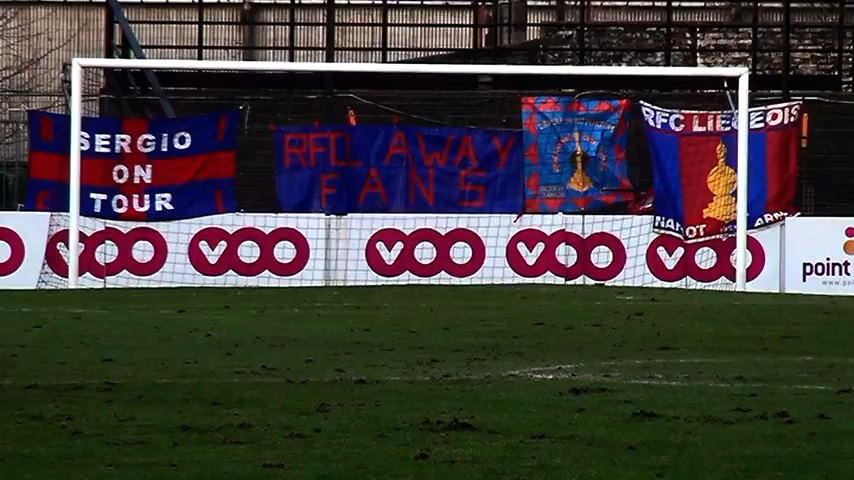 SERGIO
ON
TOUR
RFCL AWAY
FANS
RFC LIEGEOIS
voo
voo
voo
voo
voo
point